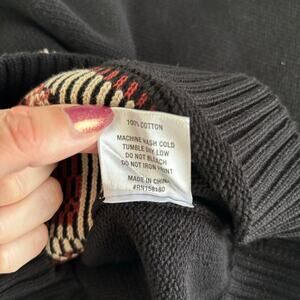 100% COTTON
MACHINE WASH COLD
TUMBLE DRY LOW
DO NOT BLEACH
DO NOT IRON PRINT
MADE IN CHINA
#RN158180